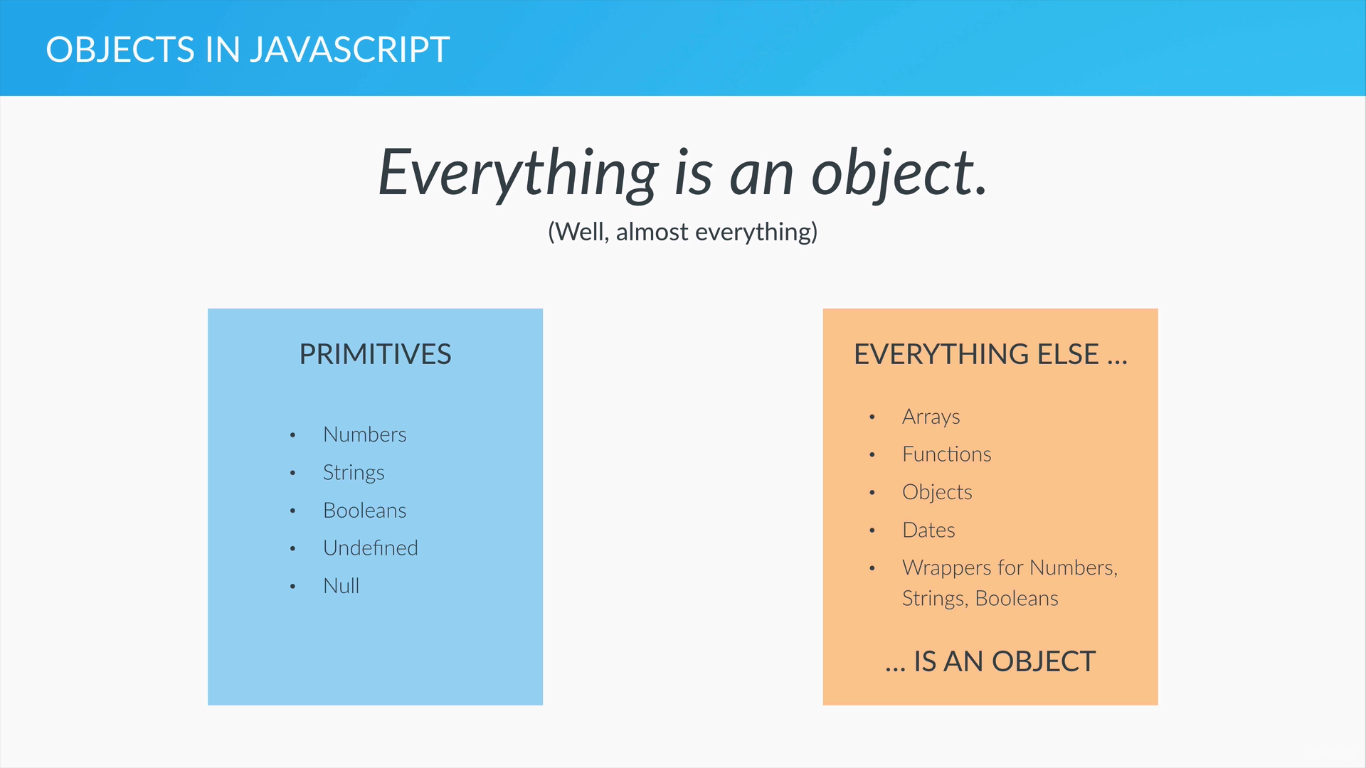 OBJECTS IN JAVASCRIPT
Everything is an object.
(Well, almost everything)
PRIMITIVES
• Numbers
• Strings
• Booleans
• Undefined
• Null
EVERYTHING ELSE ...
• Arrays
• Functions
• Objects
• Dates
• Wrappers for Numbers,
Strings, Booleans
... IS AN OBJECT